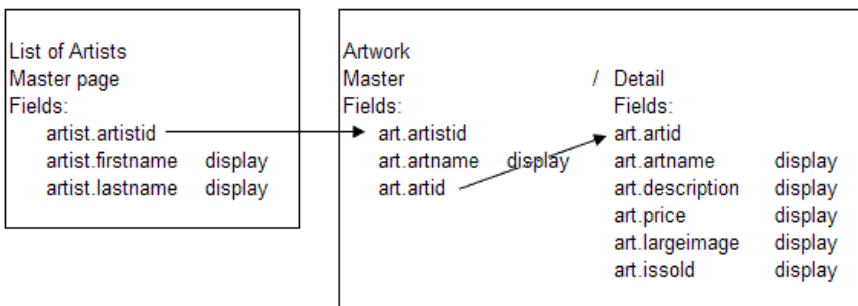 List of Artists
Master page
Fields:
artist.artistid
artist.firstname display
artist.lastname display
Artwork
Master / Detail
Fields: Fields:
art.artistid art.artid
art.artname display art.artname display
art.artid art.description display
art.price display
art.largeimage display
art.issold display